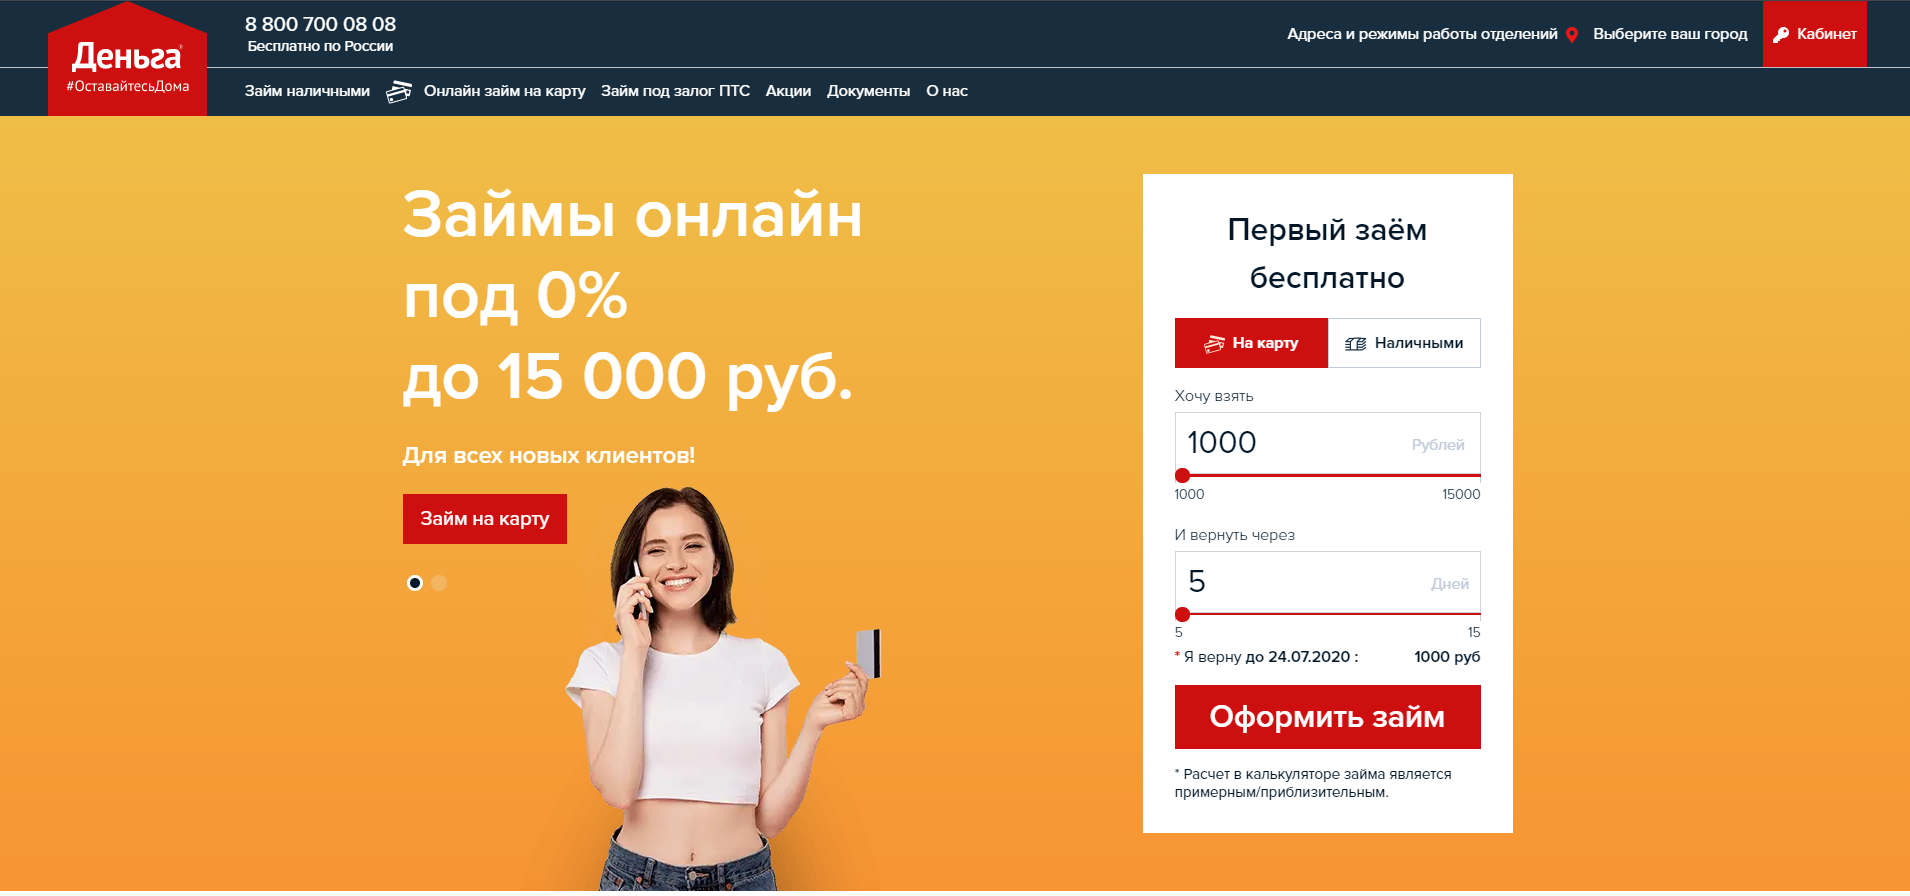 Деньга
#ОставайтесьДома
8 800 700 08 08
Бесплатно по России
Адреса и режимы работы отделений
Выберите ваш город
Кабинет
Займ наличными
Онлайн займ на карту
Займ под залог ПТС
Акции
Документы
О нас
Займы онлайн
под 0%
до 15 000 руб.
Для всех новых клиентов!
Займ на карту
Первый заём
бесплатно
На карту
Наличными
Хочу взять
1000 Рублей
1000 15000
И вернуть через
5 Дней
5 15
* Я верну до 24.07.2020 : 1000 руб
Оформить займ
* Расчет в калькуляторе займа является
примерным/приблизительным.